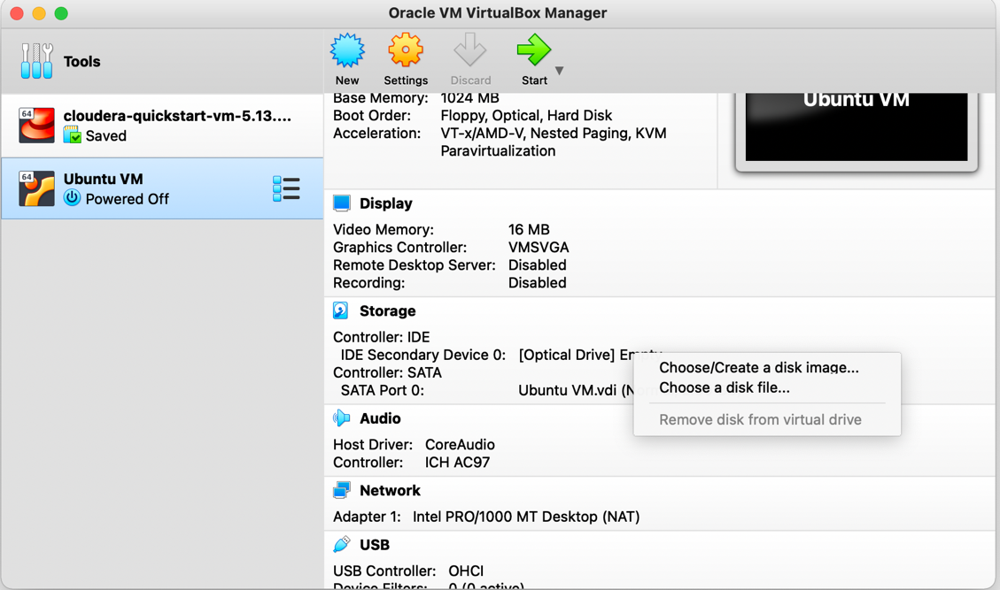 Oracle VM VirtualBox Manager
Tools
New
Settings
Discard
Start
64
cloudera-quickstart-vm-5.13....
Saved
64
Ubuntu VM
Powered Off
Base Memory: 1024 MB
Boot Order: Floppy, Optical, Hard Disk
Acceleration: VT-x/AMD-V, Nested Paging, KVM
Paravirtualization
Ubuntu VM
Display
Video Memory: 16 MB
Graphics Controller: VMSVGA
Remote Desktop Server: Disabled
Recording: Disabled
Storage
Controller: IDE
IDE Secondary Device 0: [Optical Drive] Empty
Controller: SATA
SATA Port 0: Ubuntu VM.vdi
Choose/Create a disk image...
Choose a disk file...
Remove disk from virtual drive
Audio
Host Driver: CoreAudio
Controller: ICH AC97
Network
Adapter 1: Intel PRO/1000 MT Desktop (NAT)
USB
USB Controller: OHCI
Device Filters: 0 (0 active)